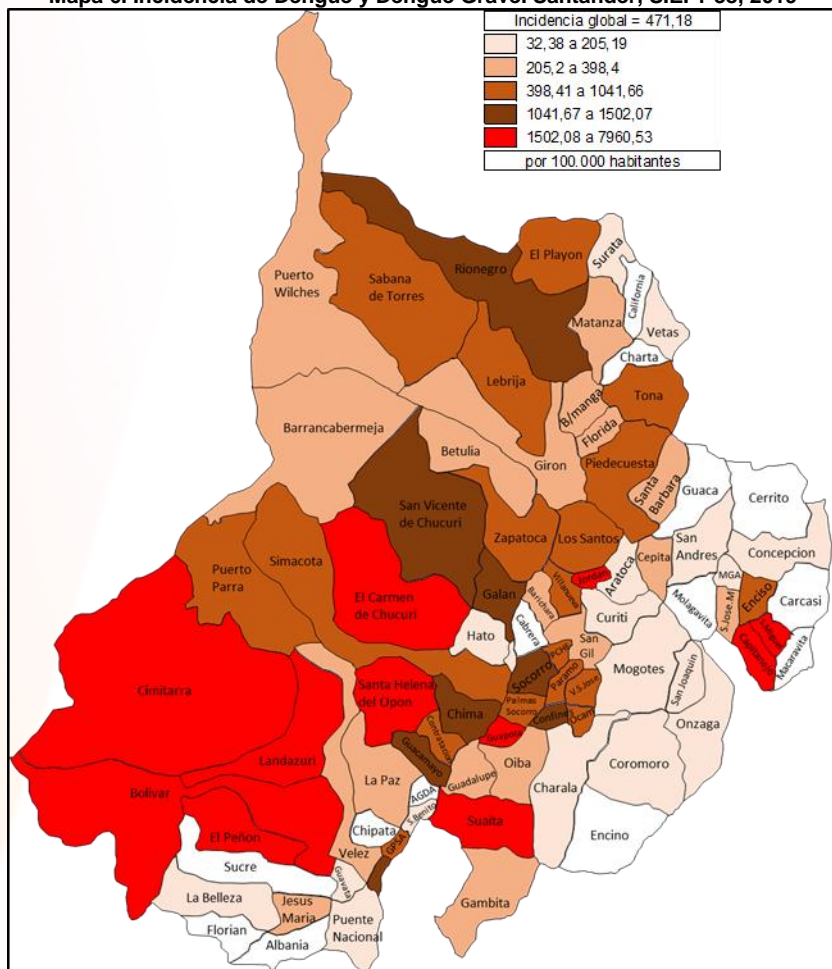 Mapa 6. Incidencia de Dengue y Dengue Grave. Santander, S.E. 1-
Incidencia global = 471,18
32,38 a 205,19
205,2 a 398,4
398,41 a 1041,66
1041,67 a 1502,07
1502,08 a 7960,53
por 100.000 habitantes
Puerto
Wilches
Sabana
de Torres
Rionegro
El Playon
Surata
California
Vetas
Matanza
Charta
Lebrija
B/manga
Florida
Tona
Barrancabermeja
Betulia
Giron
Piedecuesta
Santa
Barbara
Guaca
Cerrito
San Vicente
de Chucuri
Zapatoca
Los Santos
San
Andres
Concepcion
Puerto
Parra
Simacota
El Carmen
de Chucuri
Galan
Villanueva
Jordan
Aratoca
Cepita
MGA
Enciso
Carcasi
Molagavita
S.Jose.M
S.Miguel
Capitanejo
Macaravita
Hato
Cabrera
Barichara
Curiti
San
Gil
Mogotes
San Joaquin
Onzaga
Cimitarra
Santa Helena
del Opon
Socorro
PCHE
Paramo
V.S.Jose
Palmas
Socorro
Confines
Ocam
Chima
Contratacion
Guapota
Guacamayo
Coromoro
Landazuri
La Paz
Guadalupe
Oiba
Charala
Encino
Bolivar
AGDA
S.Benito
Suaita
Chipata
GPSA
El Peñon
Velez
Sucre
Guavata
La Belleza
Jesus
Maria
Puente
Nacional
Gambita
Florian
Albania